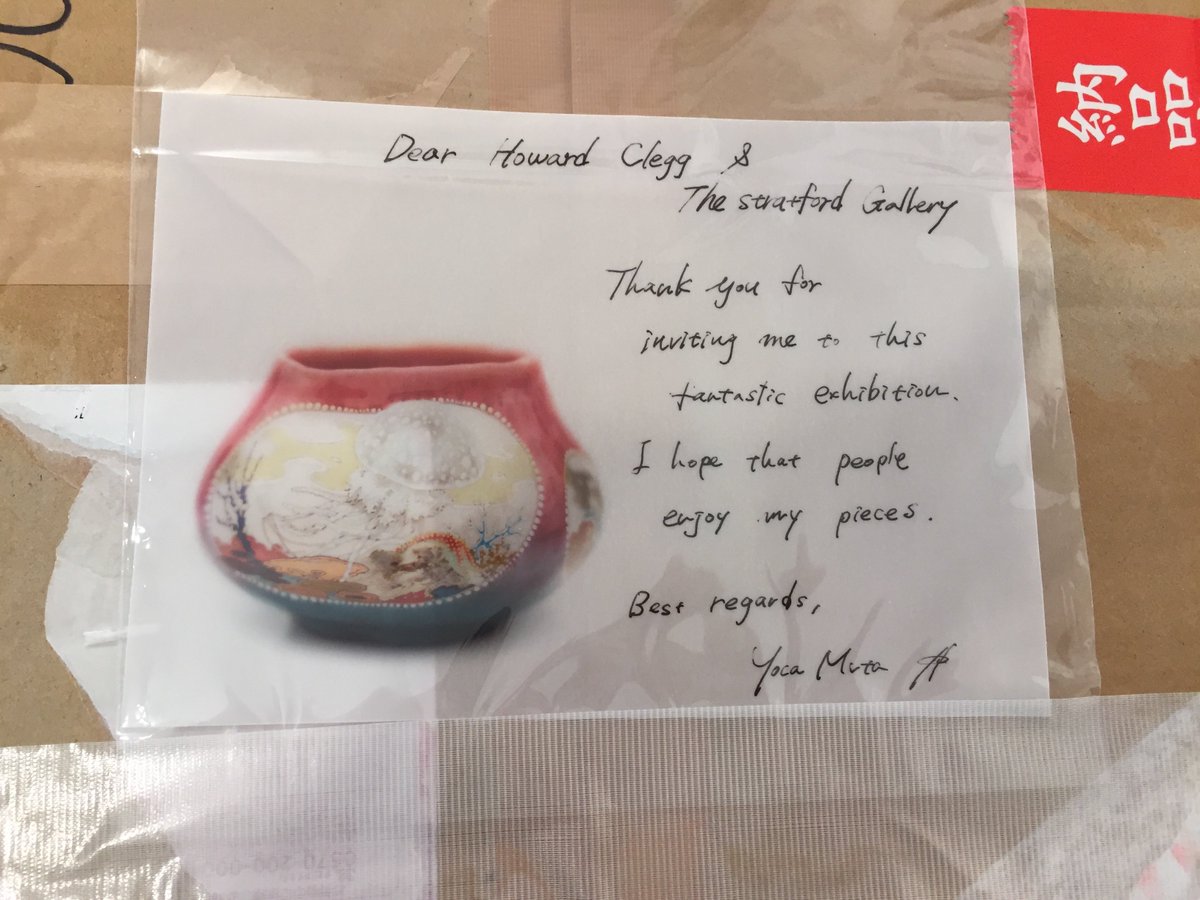 Dear Howard Clegg &
The stratford Gallery
Thank you for
inviting me to this
fantastic exhibition.
I hope that people
enjoy my pieces.
Best regards,
Yoca Muta
納品